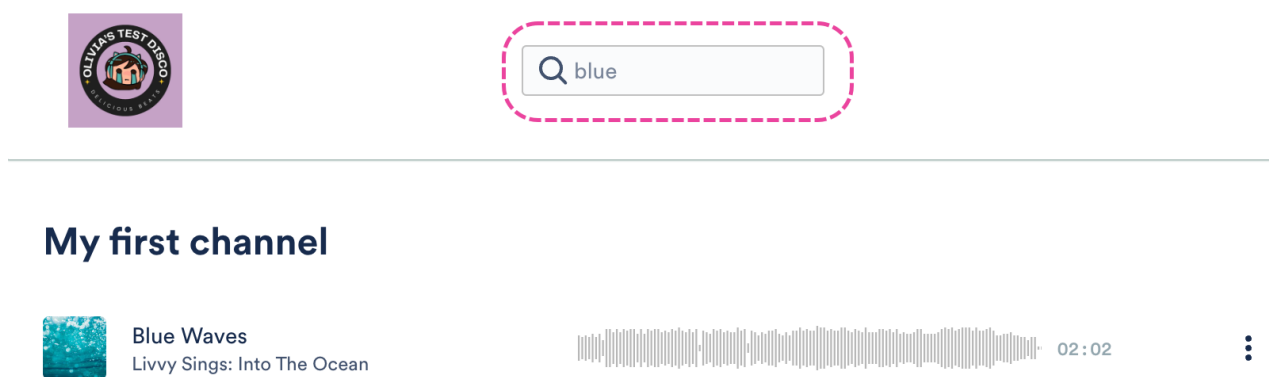 OLIVIA'S TEST DISCO
DELICIOUS BEATS
blue
My first channel
Blue Waves
Livvy Sings: Into The Ocean
02:02